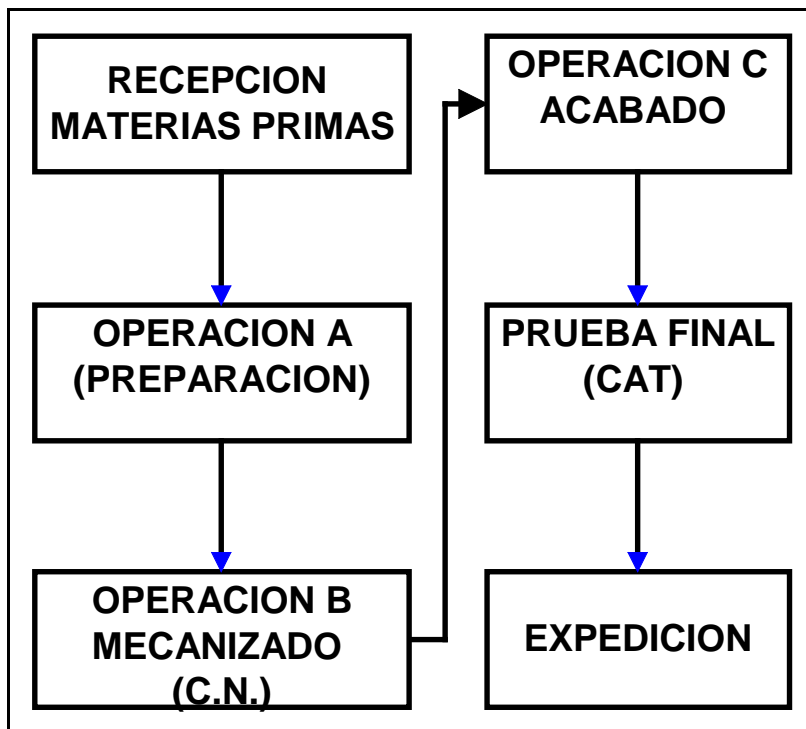 RECEPCION
MATERIAS PRIMAS
OPERACION A
(PREPARACION)
OPERACION B
MECANIZADO
(C.N.)
OPERACION C
ACABADO
PRUEBA FINAL
(CAT)
EXPEDICION